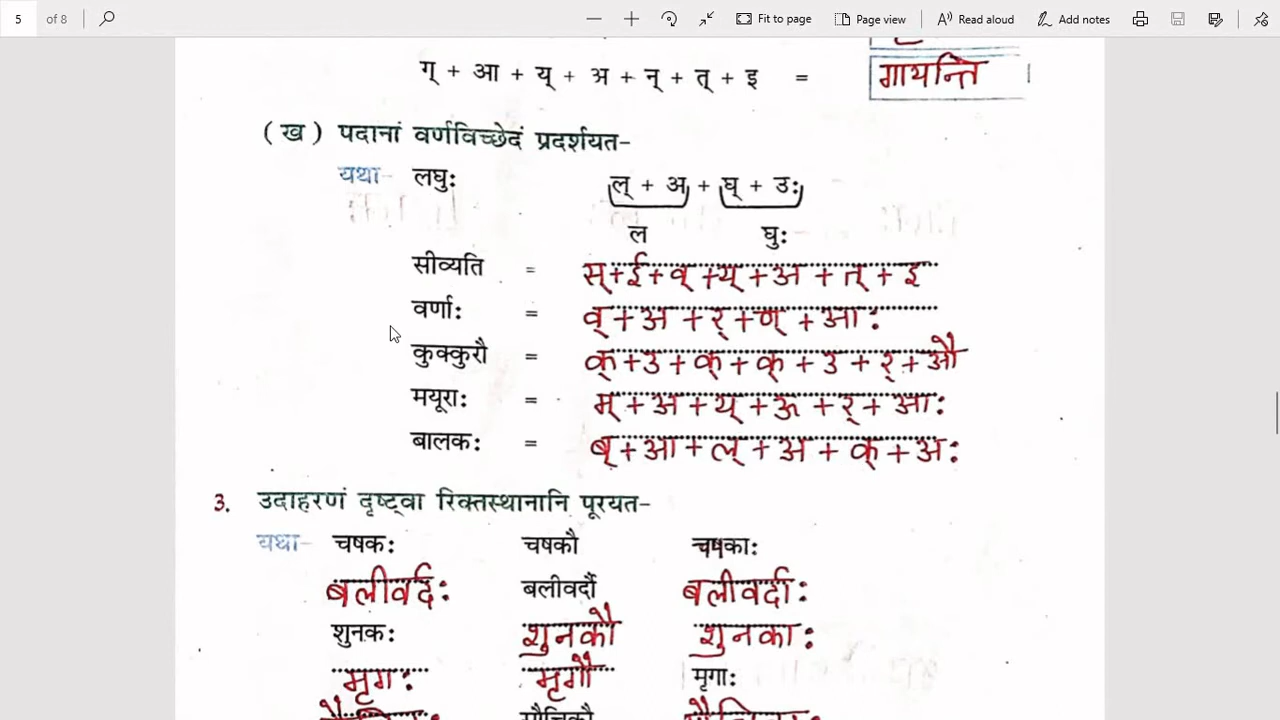 5 of 8 Fit to page Page view Read aloud Add notes
ग् + आ + य् + अ + न् + त् + इ = गायन्ति
(ख) पदानां वर्णविच्छेदं प्रदर्शयत-
यथा- लघुः ल् + अ + घ् + उः
ल घुः
सीव्यति = स्+ई+व्+य्+अ+त्+इ
वर्णाः = व्+अ+र्+ण्+आः
कुक्कुरौ = क्+उ+क्+क्+उ+र्+औ
मयूराः = म्+अ+य्+ऊ+र्+आः
बालकः = ब्+आ+ल्+अ+क्+अः
3. उदाहरणं दृष्ट्वा रिक्तस्थानानि पूरयत-
यथा- चषकः चषकौ चषकाः
बलीवर्दः बलीवर्दौ बलीवर्दाः
शुनकः शुनकौ शुनकाः
मृगः मृगौ मृगाः